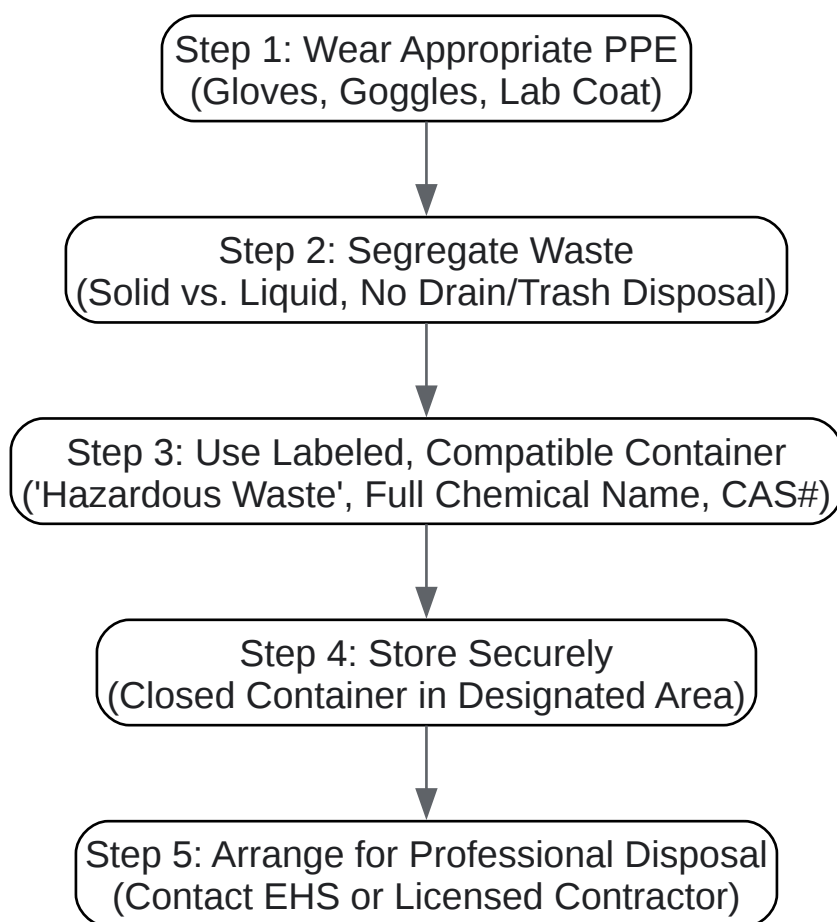 Step 1: Wear Appropriate PPE
(Gloves, Goggles, Lab Coat)
Step 2: Segregate Waste
(Solid vs. Liquid, No Drain/Trash Disposal)
Step 3: Use Labeled, Compatible Container
('Hazardous Waste', Full Chemical Name, CAS#)
Step 4: Store Securely
(Closed Container in Designated Area)
Step 5: Arrange for Professional Disposal
(Contact EHS or Licensed Contractor)